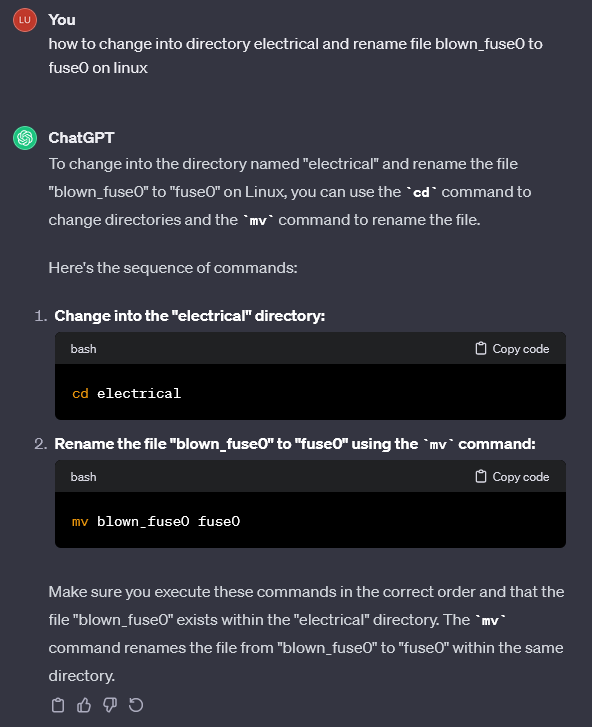 LU
You
how to change into directory electrical and rename file blown_fuse0 to
fuse0 on linux
ChatGPT
To change into the directory named "electrical" and rename the file
"blown_fuse0" to "fuse0" on Linux, you can use the `cd` command to
change directories and the `mv` command to rename the file.
Here's the sequence of commands:
1. Change into the "electrical" directory:
bash Copy code
cd electrical
2. Rename the file "blown_fuse0" to "fuse0" using the `mv` command:
bash Copy code
mv blown_fuse0 fuse0
Make sure you execute these commands in the correct order and that the
file "blown_fuse0" exists within the "electrical" directory. The `mv`
command renames the file from "blown_fuse0" to "fuse0" within the same
directory.